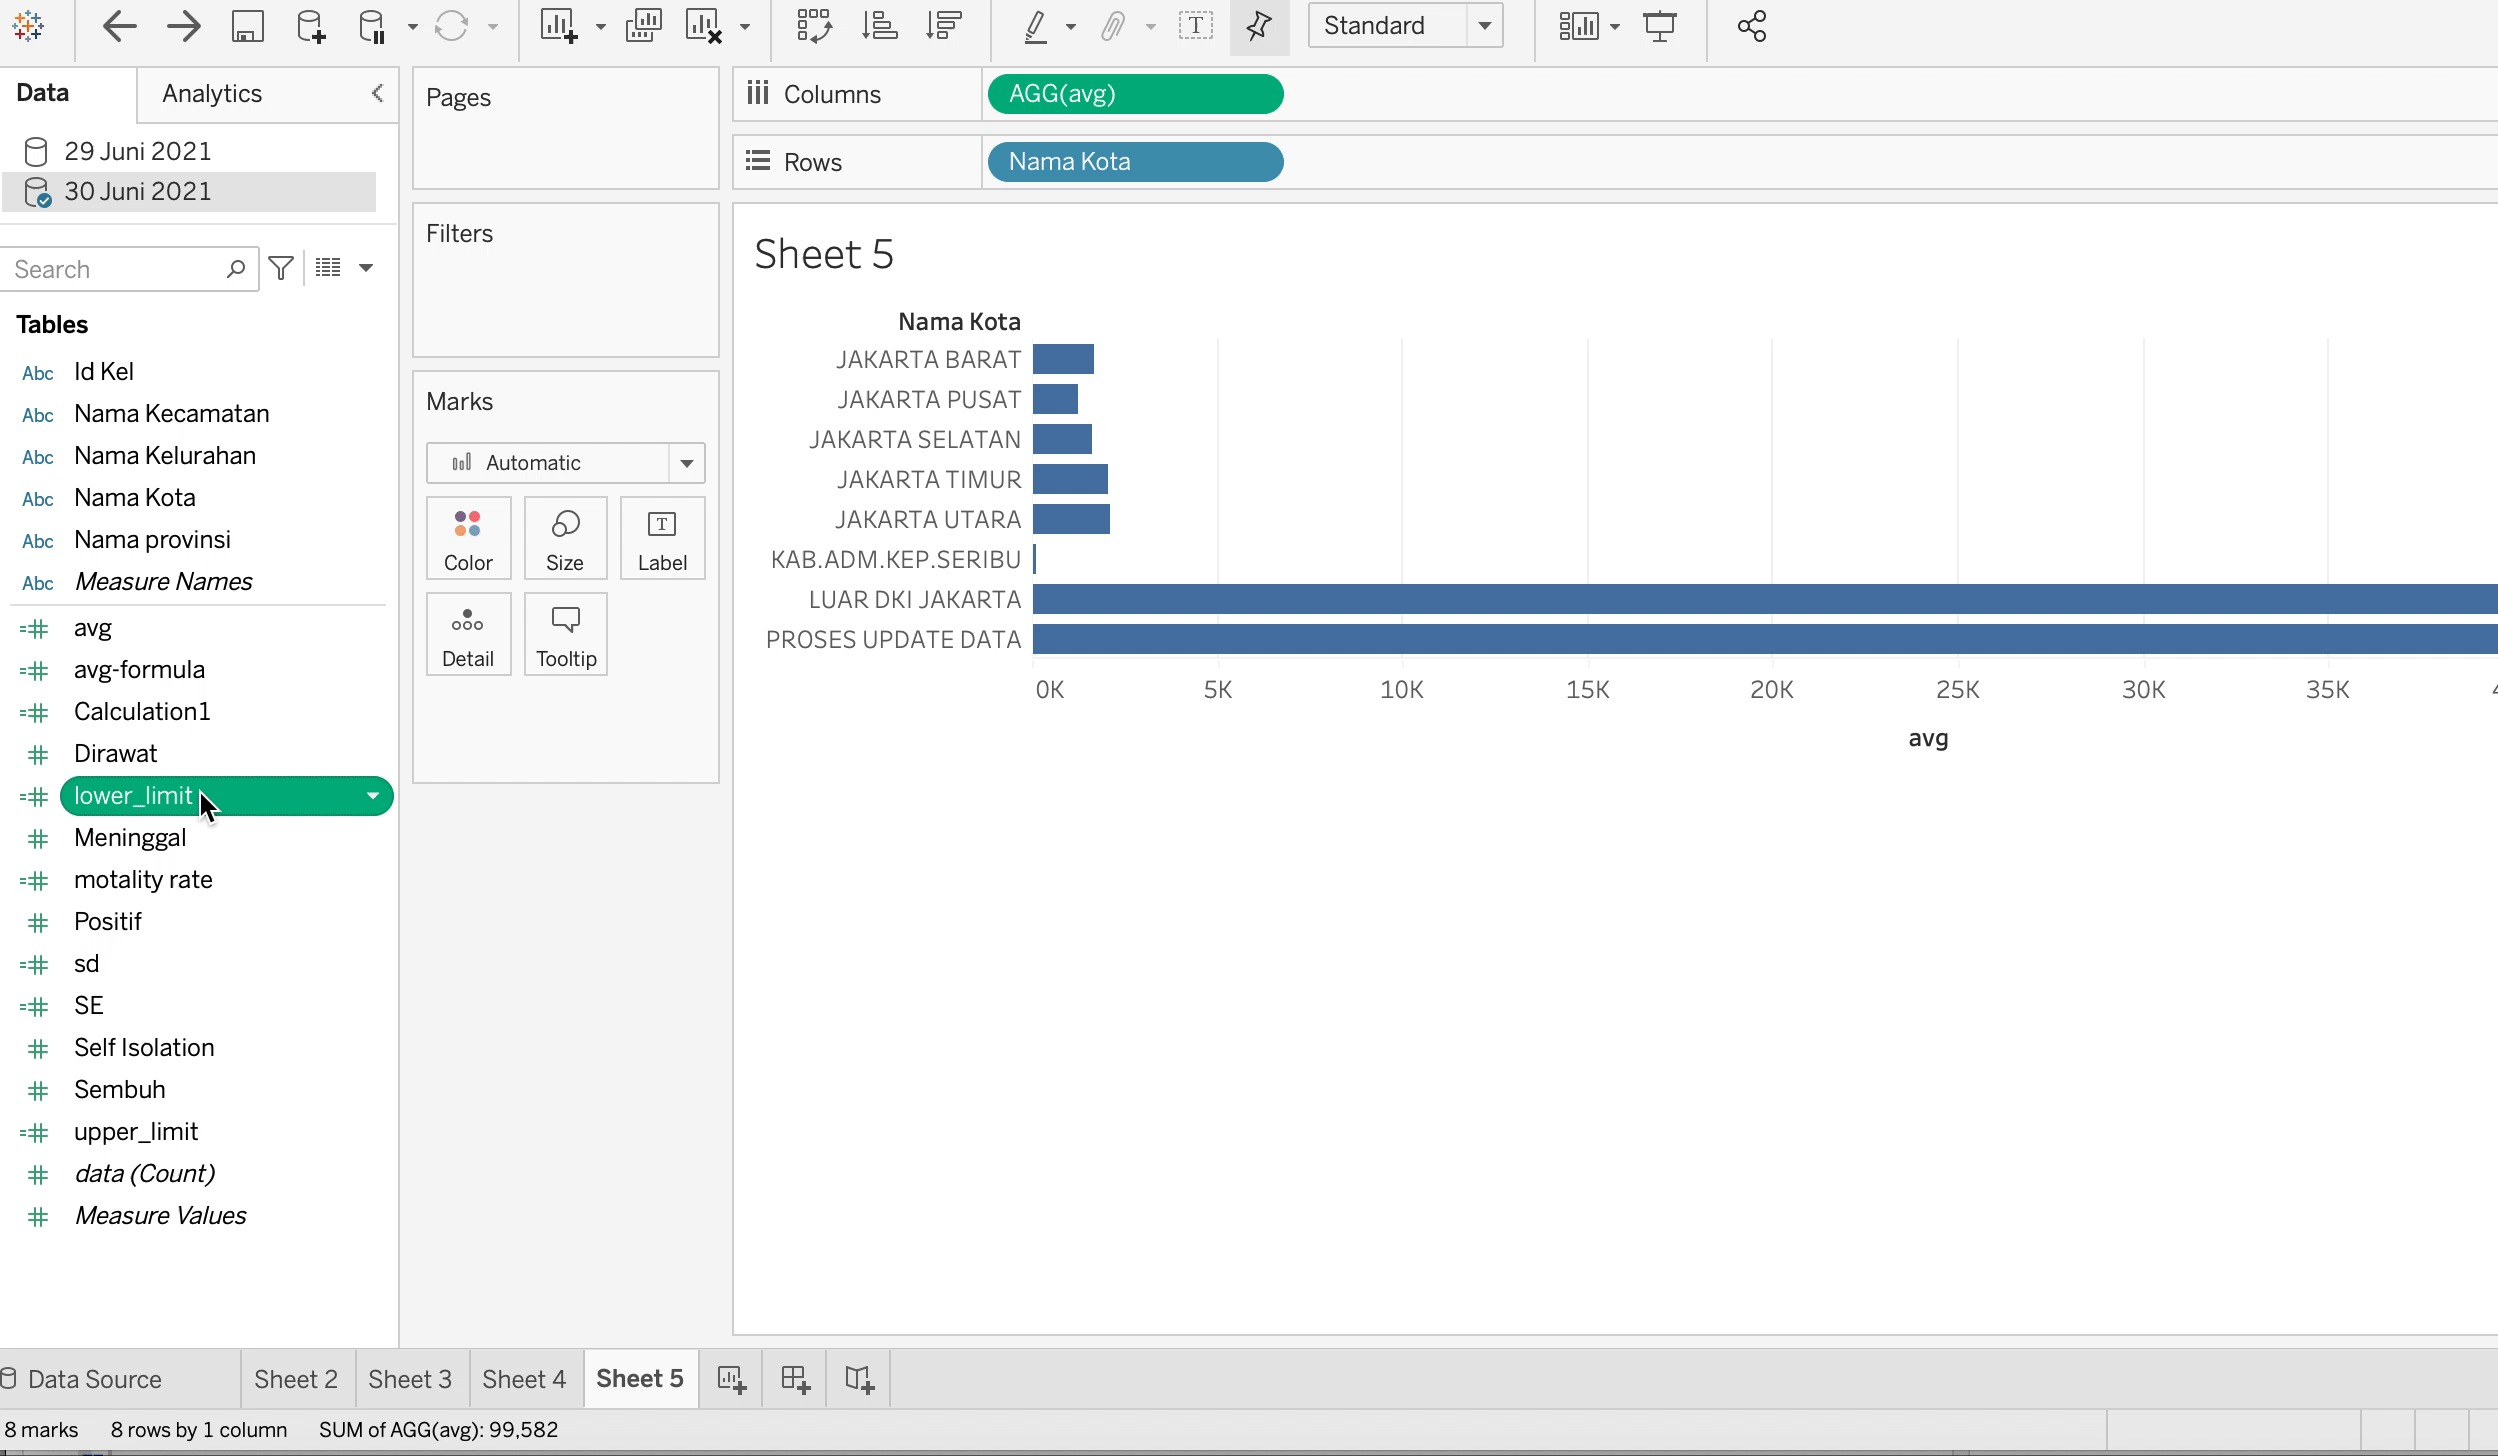 T
Standard
Data
Analytics
29 Juni 2021
30 Juni 2021
Search
Tables
Abc Id Kel
Abc Nama Kecamatan
Abc Nama Kelurahan
Abc Nama Kota
Abc Nama provinsi
Abc Measure Names
=# avg
=# avg-formula
=# Calculation1
# Dirawat
=# lower_limit
# Meninggal
=# motality rate
# Positif
=# sd
=# SE
# Self Isolation
# Sembuh
=# upper_limit
# data (Count)
# Measure Values
Pages
Filters
Marks
Automatic
Color
Size
T
Label
Detail
Tooltip
Columns
AGG(avg)
Rows
Nama Kota
Sheet 5
Nama Kota
JAKARTA BARAT
JAKARTA PUSAT
JAKARTA SELATAN
JAKARTA TIMUR
JAKARTA UTARA
KAB.ADM.KEP.SERIBU
LUAR DKI JAKARTA
PROSES UPDATE DATA
0K 5K 10K 15K 20K 25K 30K 35K
avg
Data Source
Sheet 2
Sheet 3
Sheet 4
Sheet 5
8 marks 8 rows by 1 column SUM of AGG(avg): 99,582